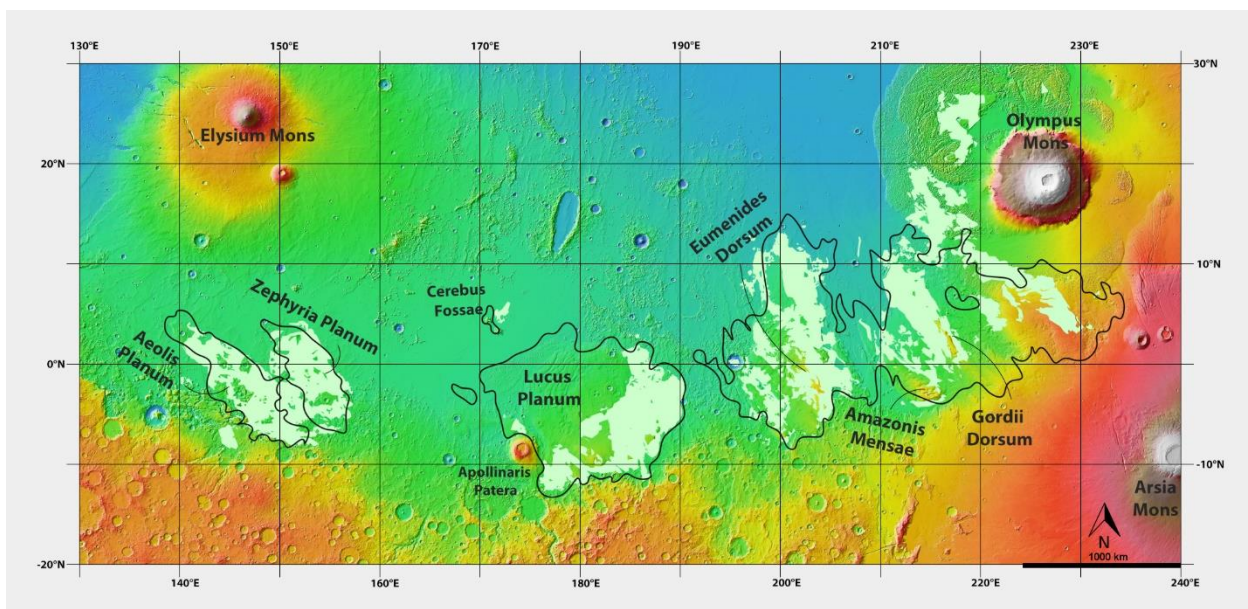 130°E 150°E 170°E 190°E 210°E 230°E
30°N
Elysium Mons
Olympus
Mons
20°N 20°N
Eumenides
Dorsum
10°N 10°N
Cerebus
Fossae
Zephyria Planum
Aeolis
Planum
0°N 0°N
Lucus
Planum
Amazonis
Mensae
Gordii
Dorsum
-10°N -10°N
Apollinaris
Patera
Arsia
Mons
N
1000 km
-20°N
140°E 160°E 180°E 200°E 220°E 240°E